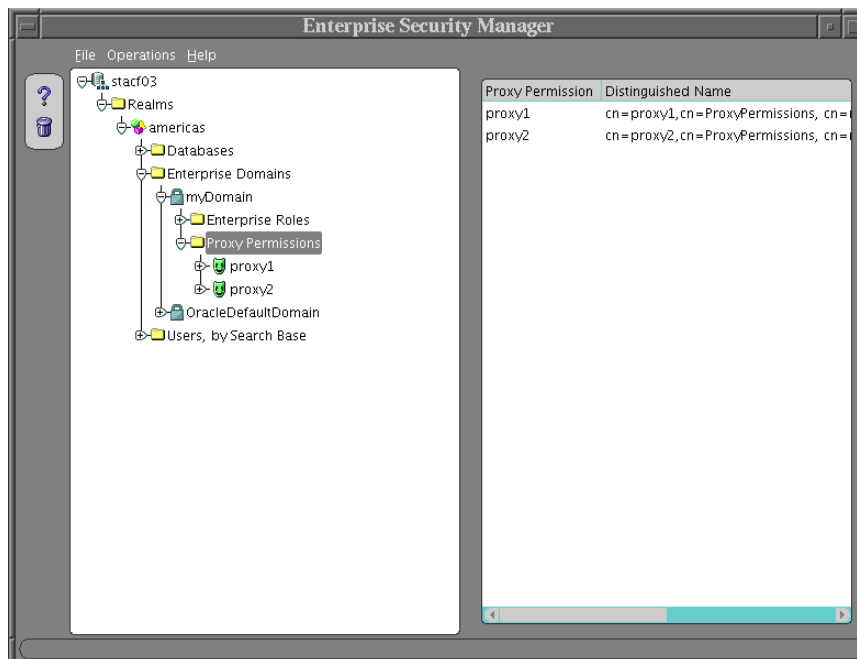 Enterprise Security Manager
File Operations Help
?
stacf03
Realms
americas
Databases
Enterprise Domains
myDomain
Enterprise Roles
Proxy Permissions
proxy1
proxy2
OracleDefaultDomain
Users, by Search Base
Proxy Permission Distinguished Name
proxy1 cn=proxy1,cn=ProxyPermissions, cn=
proxy2 cn=proxy2,cn=ProxyPermissions, cn=